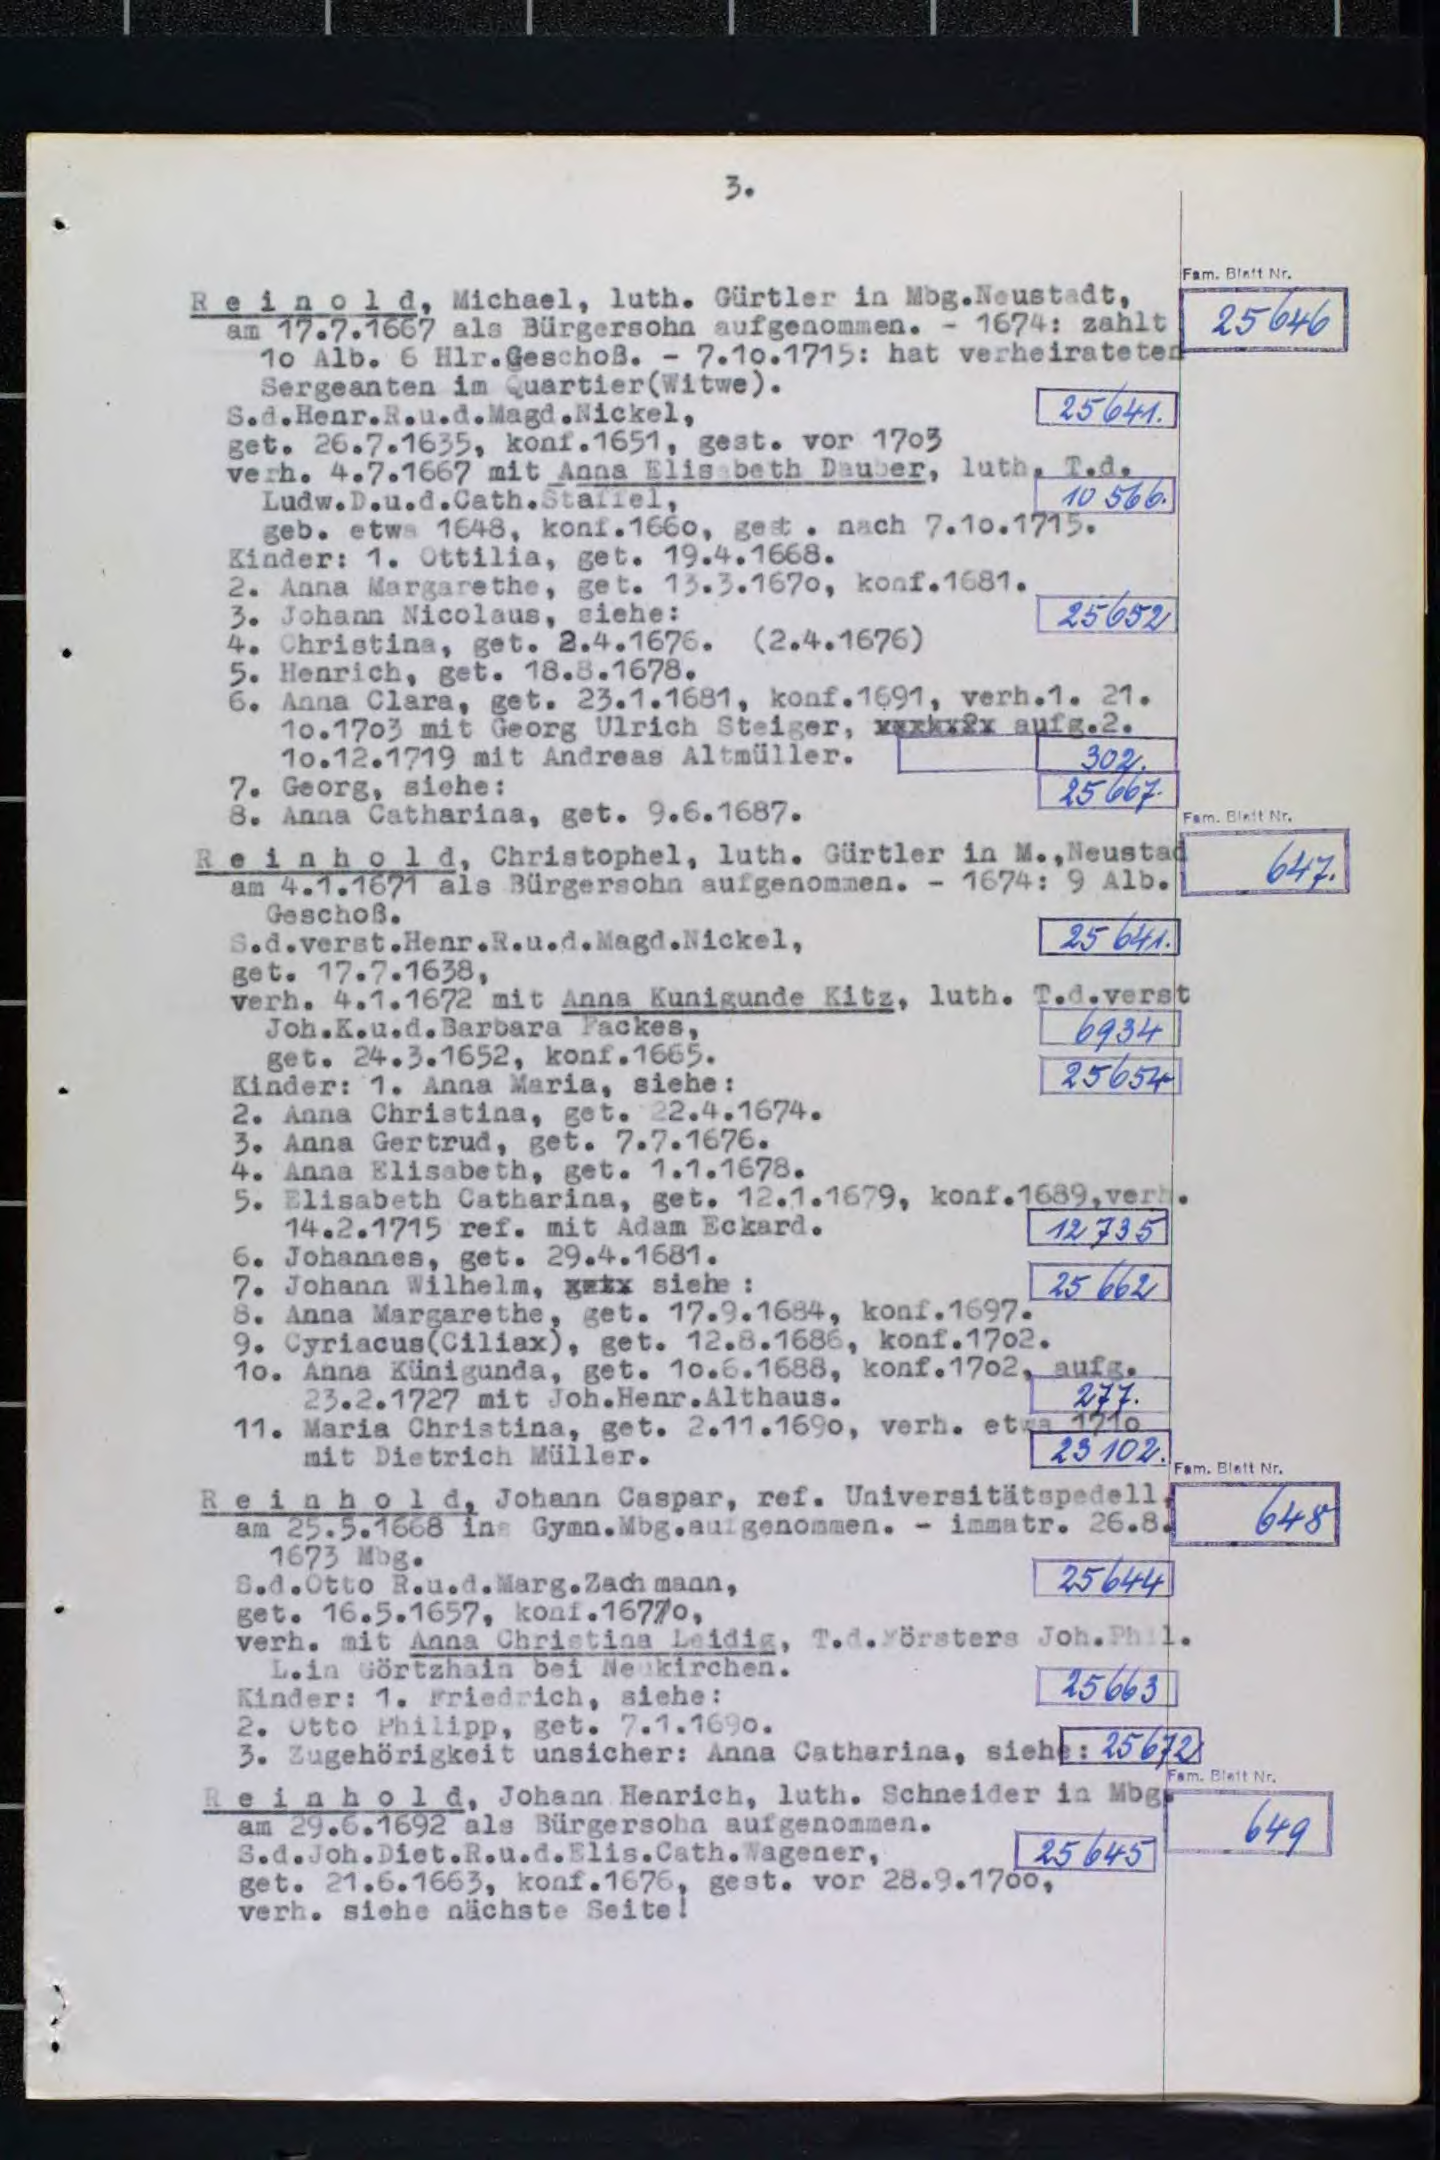 3.
Fam. Blatt Nr.
R e i n o l d, Michael, luth. Gürtler in Mbg.Neustadt,
25646
am 17.7.1667 als Bürgersohn aufgenommen. - 1674: zahlt
10 Alb. 6 Hlr.Geschoß. - 7.10.1715: hat verheirateten
Sergeanten im Quartier(Witwe).
S.d.Henr.R.u.d.Magd.Nickel, 25641.
get. 26.7.1635, konf.1651, gest. vor 1703
verh. 4.7.1667 mit Anna Elisabeth Dauber, luth. T.d.
Ludw.D.u.d.Cath.Staffel, 10 566.
geb. etwa 1648, konf.1660, gest . nach 7.10.1715.
Kinder: 1. Ottilia, get. 19.4.1668.
2. Anna Margarethe, get. 13.3.1670, konf.1681.
3. Johann Nicolaus, siehe: 25652
4. Christina, get. 2.4.1676. (2.4.1676)
5. Henrich, get. 18.8.1678.
6. Anna Clara, get. 23.1.1681, konf.1691, verh.1. 21.
10.1703 mit Georg Ulrich Steiger, aufg.2.
10.12.1719 mit Andreas Altmüller. 302.
7. Georg, siehe: 25667.
8. Anna Catharina, get. 9.6.1687.
Fam. Blatt Nr.
R e i n h o l d, Christophel, luth. Gürtler in M.,Neustad
647.
am 4.1.1671 als Bürgersohn aufgenommen. - 1674: 9 Alb.
Geschoß.
S.d.verst.Henr.R.u.d.Magd.Nickel, 25641.
get. 17.7.1638,
verh. 4.1.1672 mit Anna Kunigunde Kitz, luth. T.d.verst
Joh.K.u.d.Barbara Packes, 6934
get. 24.3.1652, konf.1665.
Kinder: 1. Anna Maria, siehe: 25654
2. Anna Christina, get. 22.4.1674.
3. Anna Gertrud, get. 7.7.1676.
4. Anna Elisabeth, get. 1.1.1678.
5. Elisabeth Catharina, get. 12.1.1679, konf.1689,verh.
14.2.1715 ref. mit Adam Eckard. 12735
6. Johannes, get. 29.4.1681.
7. Johann Wilhelm, siehe : 25662
8. Anna Margarethe, get. 17.9.1684, konf.1697.
9. Cyriacus(Ciliax), get. 12.8.1686, konf.1702.
10. Anna Künigunda, get. 10.6.1688, konf.1702, aufg.
23.2.1727 mit Joh.Henr.Althaus. 277.
11. Maria Christina, get. 2.11.1690, verh. etwa 1710
mit Dietrich Müller. 23102.
Fam. Blatt Nr.
R e i n h o l d, Johann Caspar, ref. Universitätspedell,
648
am 25.5.1668 ins Gymn.Mbg.aufgenommen. - immatr. 26.8.
1673 Mbg.
S.d.Otto R.u.d.Marg.Zachmann, 25644
get. 16.5.1657, konf.1670,
verh. mit Anna Christina Leidig, T.d.Försters Joh.Phil.
L.in Görtzhain bei Neukirchen.
Kinder: 1. Friedrich, siehe: 25663
2. Otto Philipp, get. 7.1.1690.
3. Zugehörigkeit unsicher: Anna Catharina, siehe: 25672
Fam. Blatt Nr.
R e i n h o l d, Johann Henrich, luth. Schneider in Mbg.
649
am 29.6.1692 als Bürgersohn aufgenommen.
S.d.Joh.Diet.R.u.d.Elis.Cath.Wagener, 25645
get. 21.6.1663, konf.1676, gest. vor 28.9.1700,
verh. siehe nächste Seite!